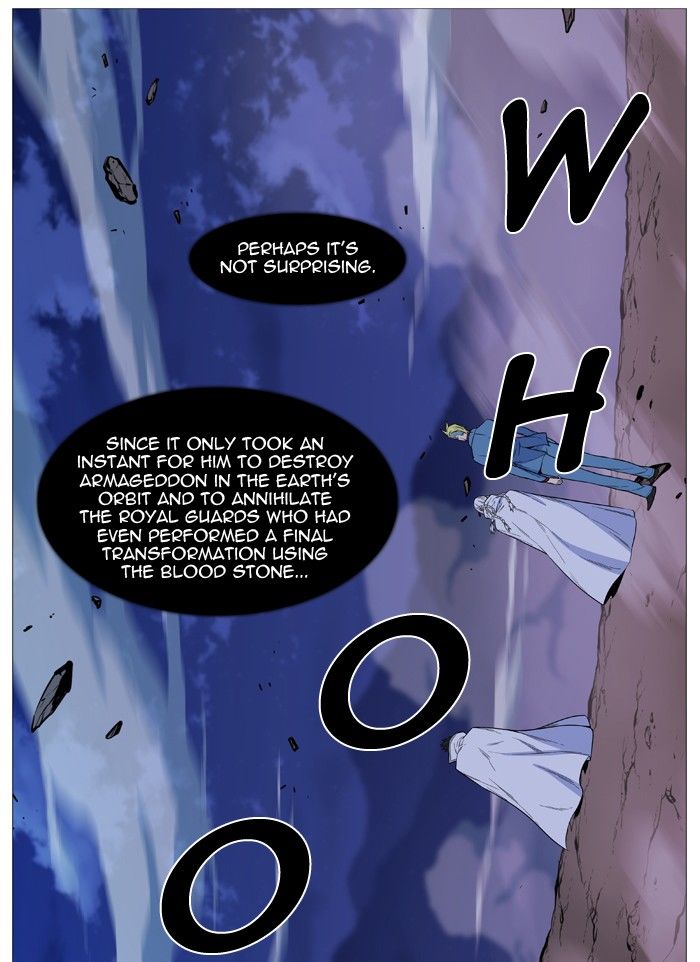 W
PERHAPS IT'S
NOT SURPRISING.
H
SINCE IT ONLY TOOK AN
INSTANT FOR HIM TO DESTROY
ARMAGEDDON IN THE EARTH'S
ORBIT AND TO ANNIHILATE
THE ROYAL GUARDS WHO HAD
EVEN PERFORMED A FINAL
TRANSFORMATION USING
THE BLOOD STONE...
O
O